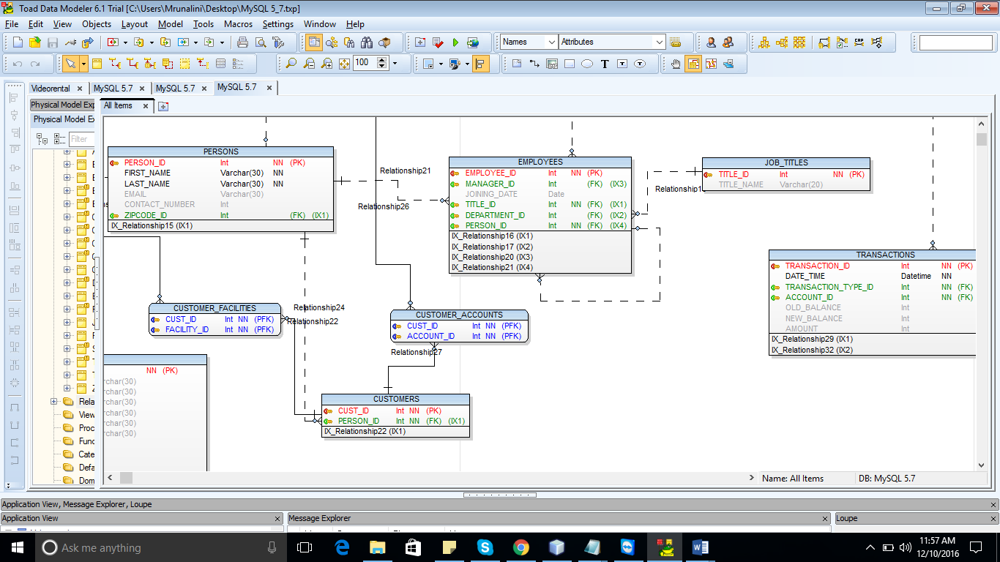 Toad Data Modeler 6.1 Trial [C:\Users\Mrunalini\Desktop\MySQL 5_7.txp]
File Edit View Objects Layout Model Tools Macros Settings Window Help
Names Attributes
100
Videorental MySQL 5.7 MySQL 5.7 MySQL 5.7
Physical Model Exp All Items
Physical Model Ex
Filter
PERSONS
PERSON_ID Int NN (PK)
FIRST_NAME Varchar(30) NN
LAST_NAME Varchar(30) NN
EMAIL Varchar(30)
CONTACT_NUMBER Int
ZIPCODE_ID Int (FK) (IX1)
IX_Relationship15 (IX1)
Relationship21
Relationship26
EMPLOYEES
EMPLOYEE_ID Int NN (PK)
MANAGER_ID Int (FK) (IX3)
JOINING_DATE Date
TITLE_ID Int NN (FK) (IX1)
DEPARTMENT_ID Int (FK) (IX2)
PERSON_ID Int NN (FK) (IX4)
IX_Relationship16 (IX1)
IX_Relationship17 (IX2)
IX_Relationship20 (IX3)
IX_Relationship21 (IX4)
JOB_TITLES
TITLE_ID Int NN (PK)
TITLE_NAME Varchar(20)
Relationship1
TRANSACTIONS
TRANSACTION_ID Int NN (PK)
DATE_TIME Datetime NN
TRANSACTION_TYPE_ID Int NN (FK)
ACCOUNT_ID Int NN (FK)
OLD_BALANCE Int
NEW_BALANCE Int
AMOUNT Int
IX_Relationship29 (IX1)
IX_Relationship32 (IX2)
CUSTOMER_FACILITIES
CUST_ID Int NN (PFK)
FACILITY_ID Int NN (PFK)
Relationship24
Relationship22
CUSTOMER_ACCOUNTS
CUST_ID Int NN (PFK)
ACCOUNT_ID Int NN (PFK)
Relationship27
NN (PK)
rchar(30)
rchar(30)
rchar(30)
rchar(30)
rchar(30)
rchar(30)
CUSTOMERS
CUST_ID Int NN (PK)
PERSON_ID Int NN (FK) (IX1)
IX_Relationship22 (IX1)
Rela
View
Proc
Func
Cate
Defa
Dom
Name: All Items DB: MySQL 5.7
Application View, Message Explorer, Loupe
Application View Message Explorer Loupe
Ask me anything
11:57 AM
12/10/2016